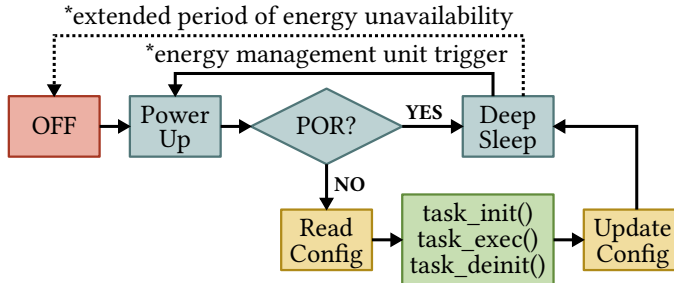 *extended period of energy unavailability
*energy management unit trigger
OFF
Power
Up
POR?
YES
Deep
Sleep
NO
Read
Config
task_init()
task_exec()
task_deinit()
Update
Config